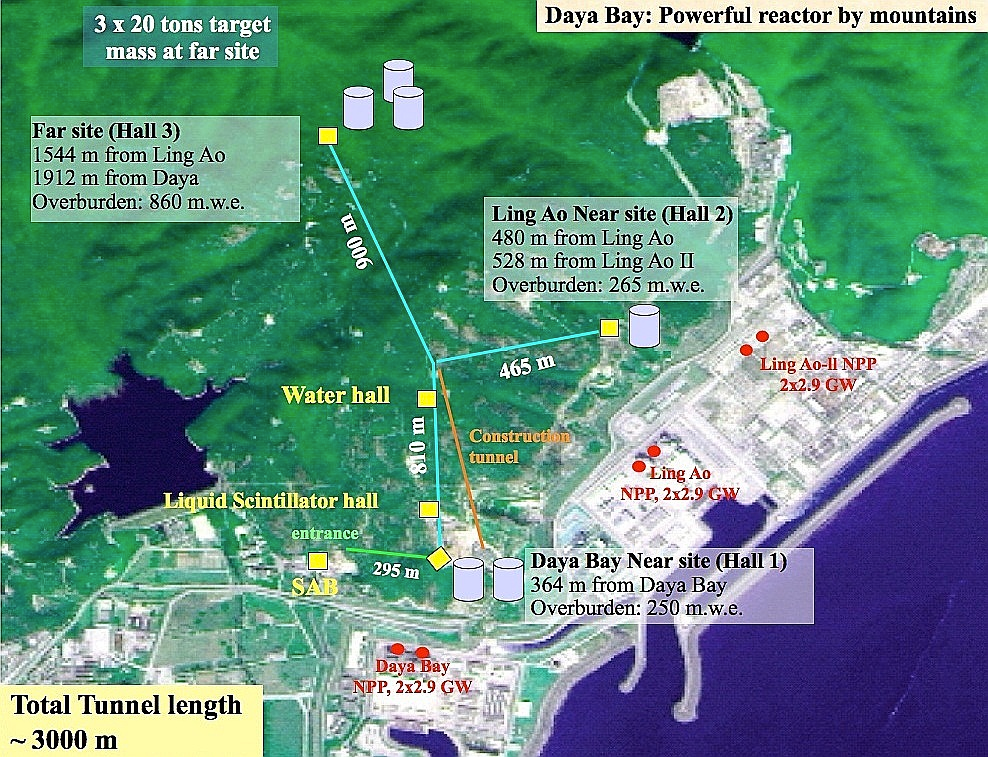 Daya Bay: Powerful reactor by mountains
3 x 20 tons target
mass at far site
Far site (Hall 3)
1544 m from Ling Ao
1912 m from Daya
Overburden: 860 m.w.e.
900 m
Ling Ao Near site (Hall 2)
480 m from Ling Ao
528 m from Ling Ao II
Overburden: 265 m.w.e.
465 m
Ling Ao-ll NPP
2x2.9 GW
Water hall
810 m
Construction
tunnel
Ling Ao
NPP, 2x2.9 GW
Liquid Scintillator hall
entrance
SAB
295 m
Daya Bay Near site (Hall 1)
364 m from Daya Bay
Overburden: 250 m.w.e.
Daya Bay
NPP, 2x2.9 GW
Total Tunnel length
~ 3000 m